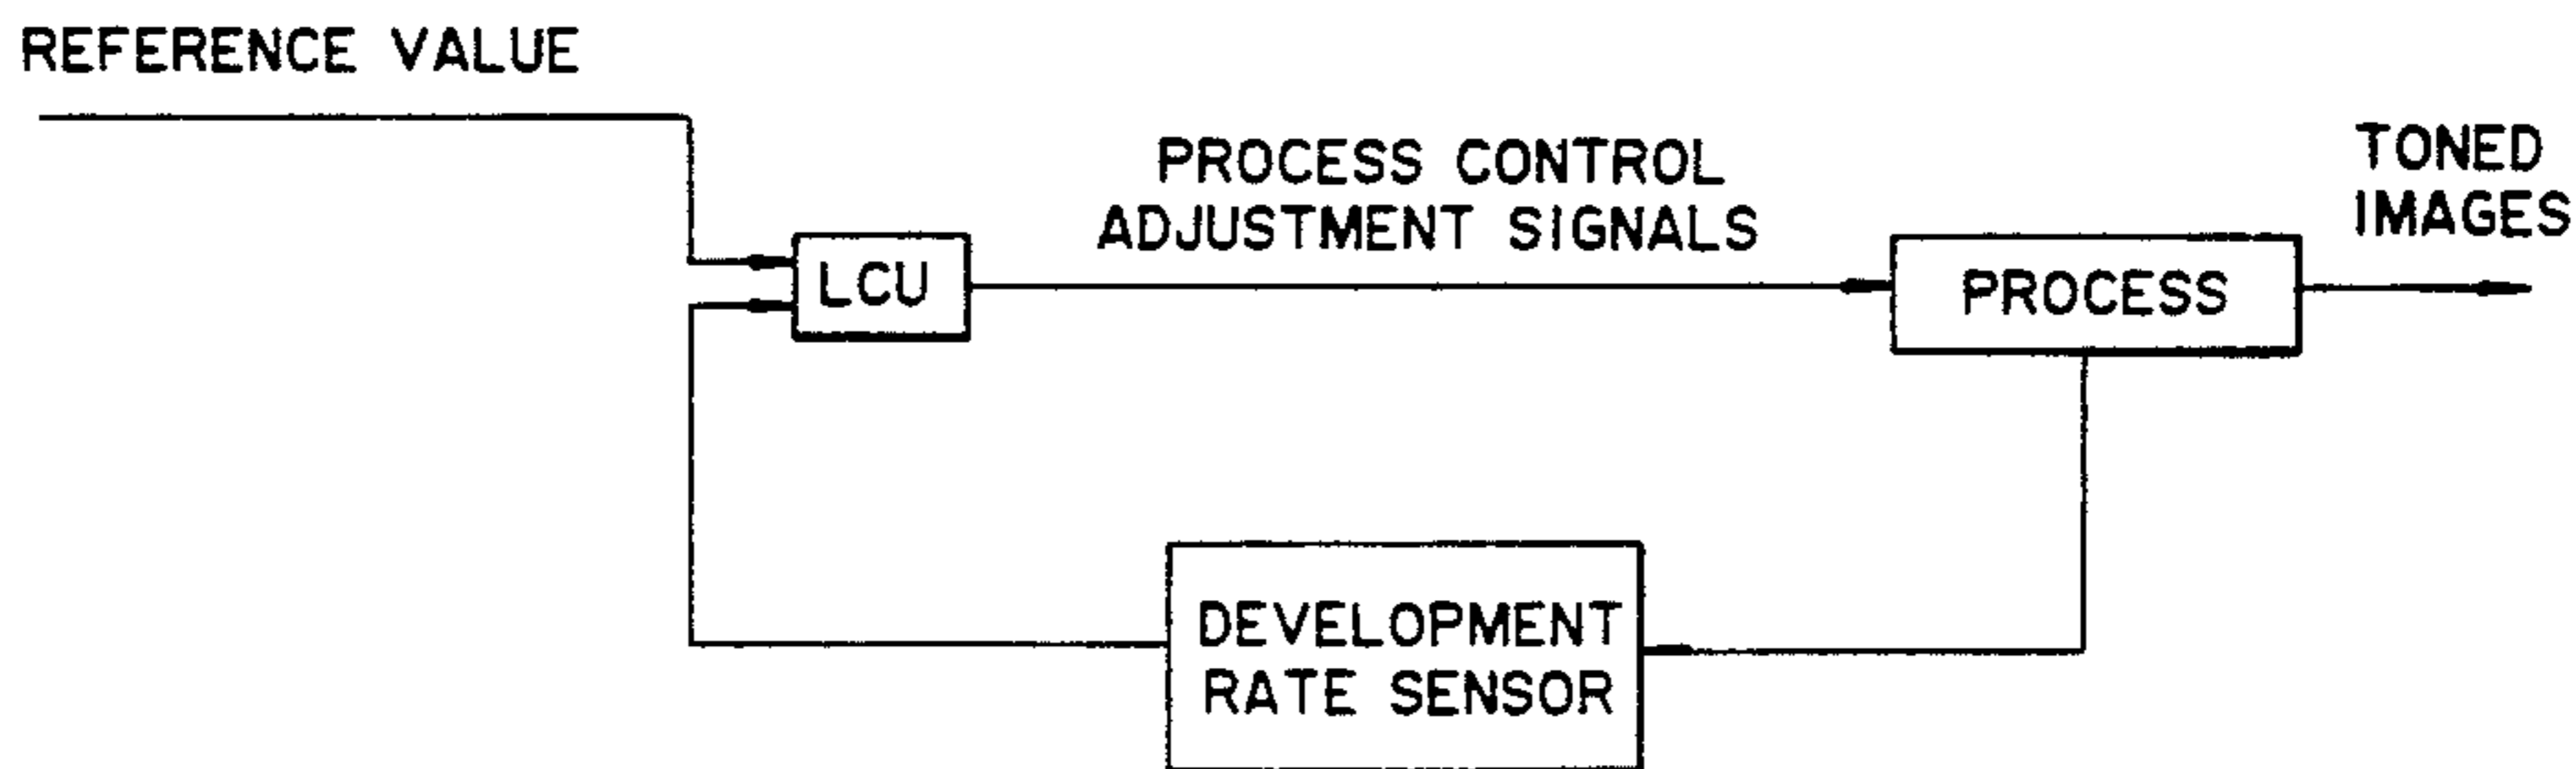 REFERENCE VALUE
PROCESS CONTROL
ADJUSTMENT SIGNALS
TONED
IMAGES
LCU
PROCESS
DEVELOPMENT
RATE SENSOR